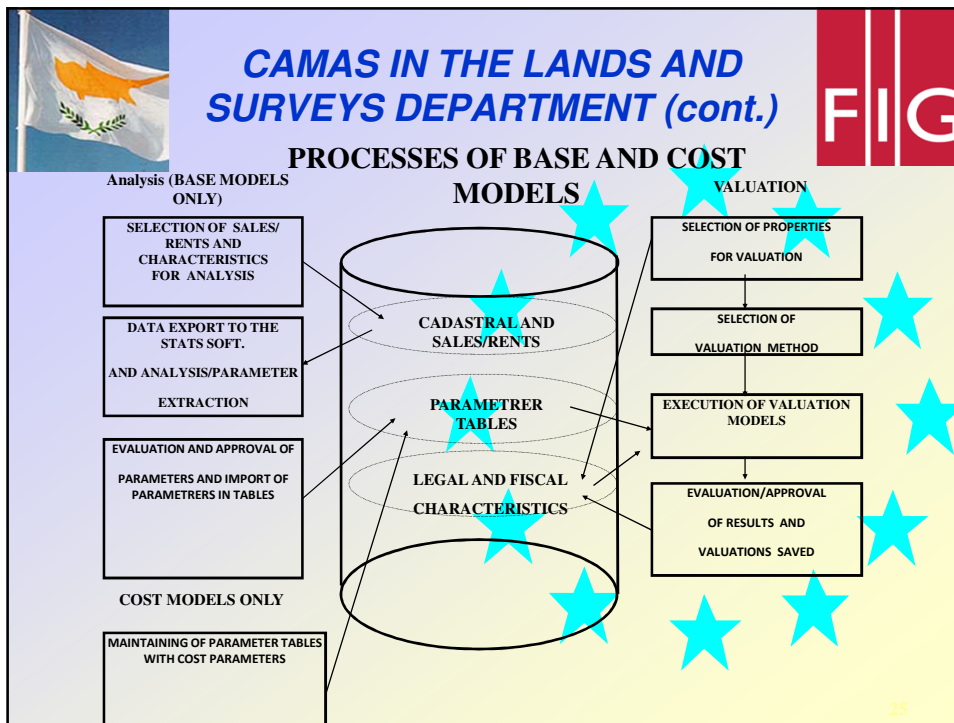 CAMAS IN THE LANDS AND
SURVEYS DEPARTMENT (cont.)
FIG
PROCESSES OF BASE AND COST
MODELS
Analysis (BASE MODELS
ONLY)
SELECTION OF SALES/
RENTS AND
CHARACTERISTICS
FOR ANALYSIS
DATA EXPORT TO THE
STATS SOFT.
AND ANALYSIS/PARAMETER
EXTRACTION
EVALUATION AND APPROVAL OF
PARAMETERS AND IMPORT OF
PARAMETRERS IN TABLES
COST MODELS ONLY
MAINTAINING OF PARAMETER TABLES
WITH COST PARAMETERS
CADASTRAL AND
SALES/RENTS
PARAMETRER
TABLES
LEGAL AND FISCAL
CHARACTERISTICS
VALUATION
SELECTION OF PROPERTIES
FOR VALUATION
SELECTION OF
VALUATION METHOD
EXECUTION OF VALUATION
MODELS
EVALUATION/APPROVAL
OF RESULTS AND
VALUATIONS SAVED
25